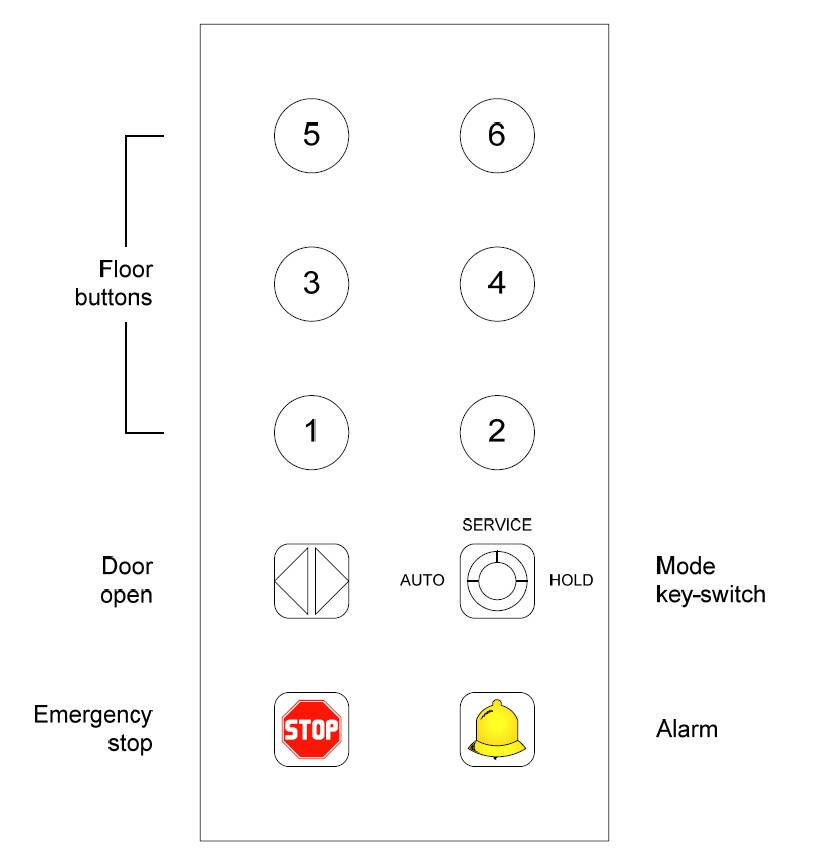 5 6
Floor
buttons
3 4
1 2
SERVICE
Door
open
AUTO HOLD
Mode
key-switch
Emergency
stop
STOP
Alarm